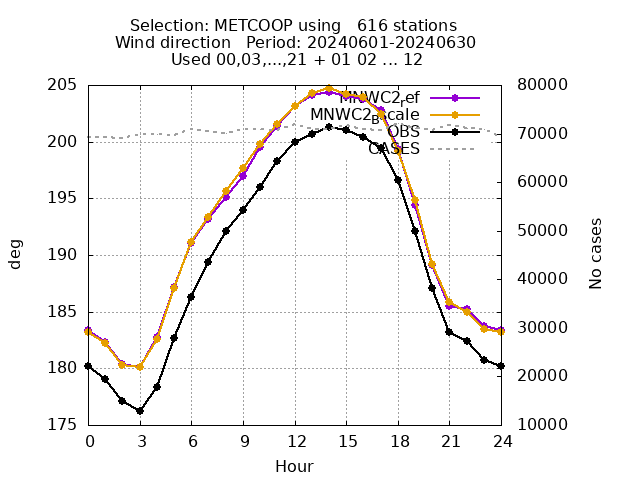 Selection: METCOOP using   616 stations
Wind direction   Period: 20240601-20240630
Used 00,03,...,21 + 01 02 ... 12
205
200
195
190
185
180
175
deg
80000
70000
60000
50000
40000
30000
20000
10000
No cases
MNWC2ref
MNWC2Bscale
OBS
CASES
0 3 6 9 12 15 18 21 24
Hour